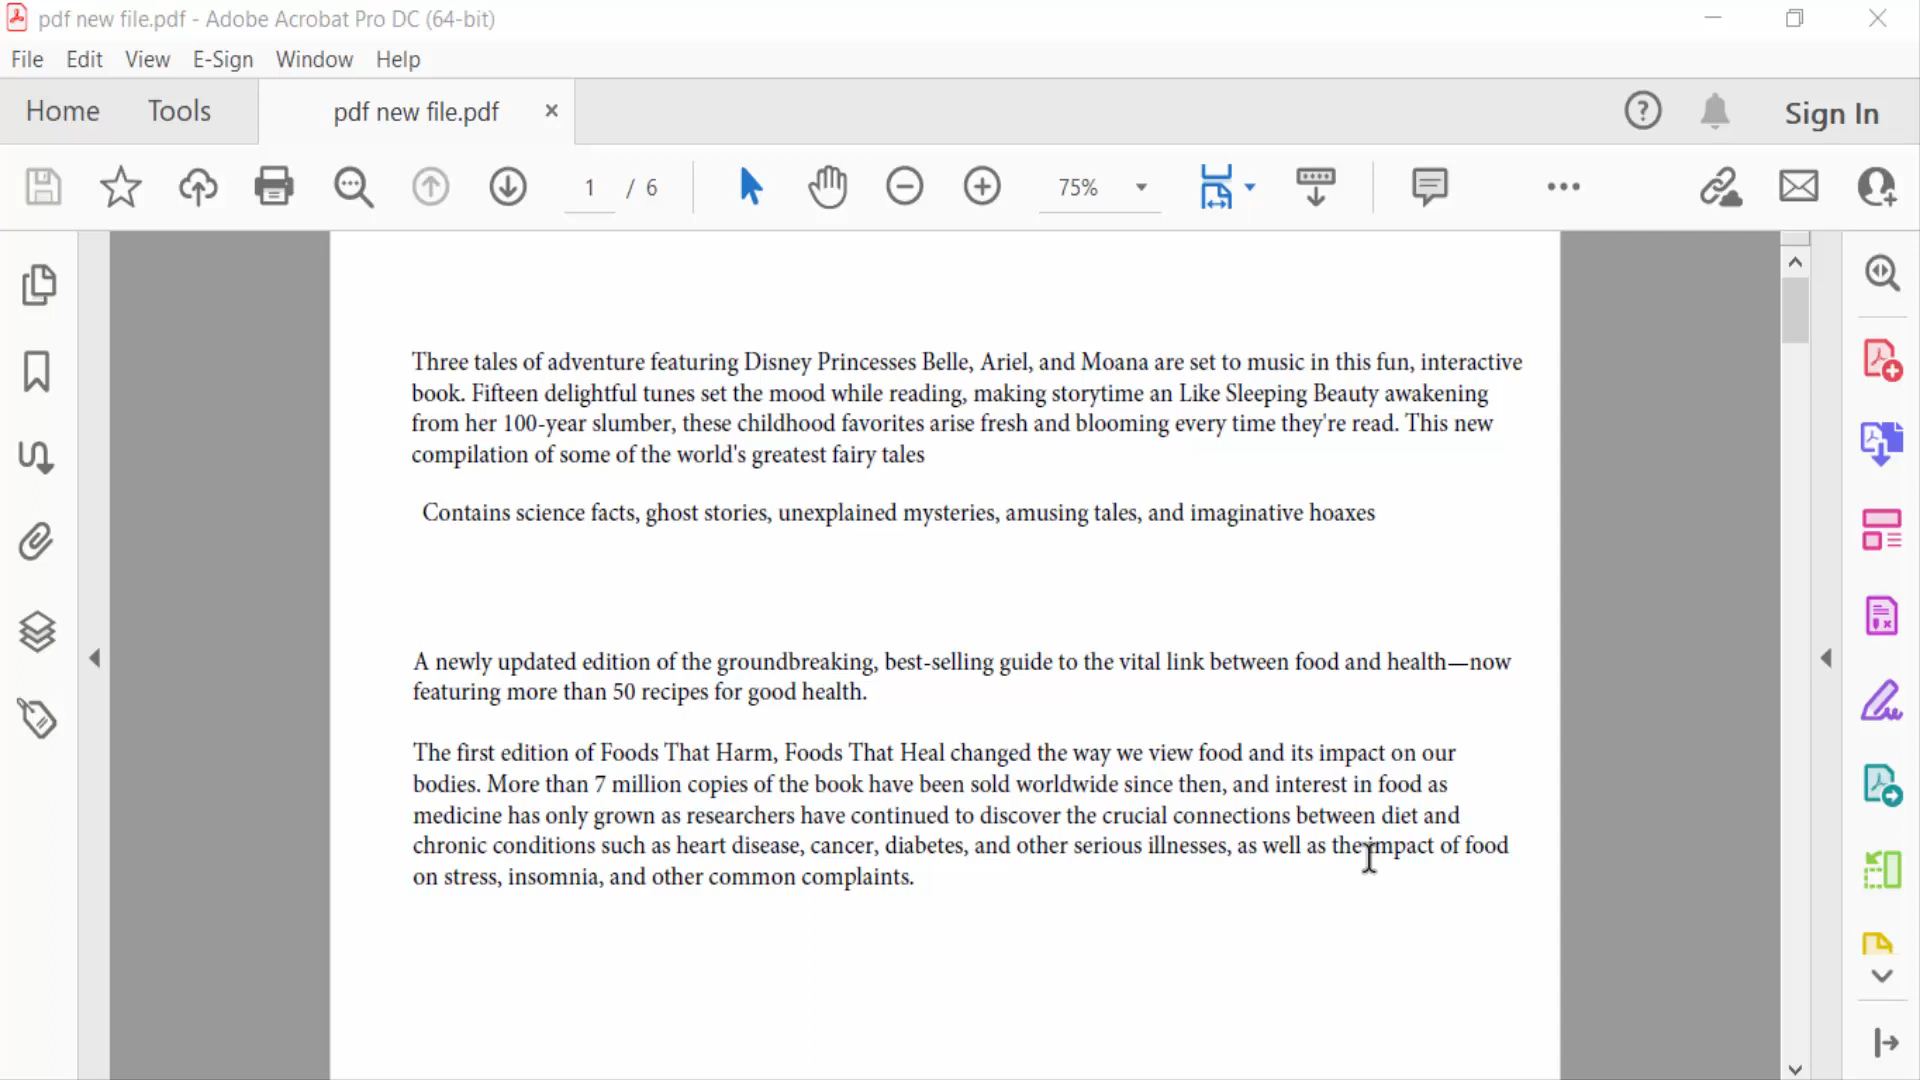 pdf new file.pdf - Adobe Acrobat Pro DC (64-bit)
File Edit View E-Sign Window Help
Home Tools pdf new file.pdf × Sign In
1 / 6 75%
Three tales of adventure featuring Disney Princesses Belle, Ariel, and Moana are set to music in this fun, interactive
book. Fifteen delightful tunes set the mood while reading, making storytime an Like Sleeping Beauty awakening
from her 100-year slumber, these childhood favorites arise fresh and blooming every time they're read. This new
compilation of some of the world's greatest fairy tales
Contains science facts, ghost stories, unexplained mysteries, amusing tales, and imaginative hoaxes
A newly updated edition of the groundbreaking, best-selling guide to the vital link between food and health—now
featuring more than 50 recipes for good health.
The first edition of Foods That Harm, Foods That Heal changed the way we view food and its impact on our
bodies. More than 7 million copies of the book have been sold worldwide since then, and interest in food as
medicine has only grown as researchers have continued to discover the crucial connections between diet and
chronic conditions such as heart disease, cancer, diabetes, and other serious illnesses, as well as the impact of food
on stress, insomnia, and other common complaints.